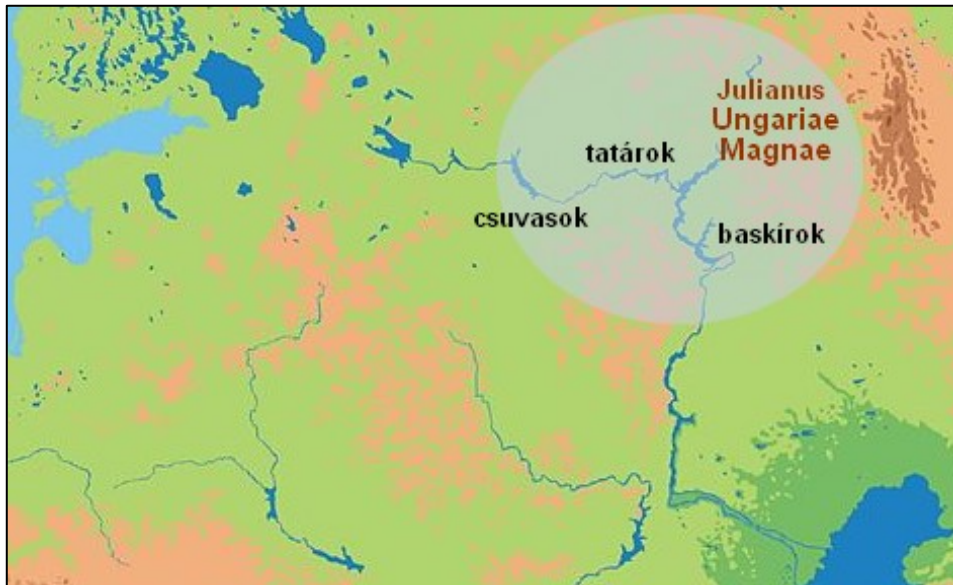 Julianus
Ungariae
Magnae
tatárok
csuvasok
baskírok